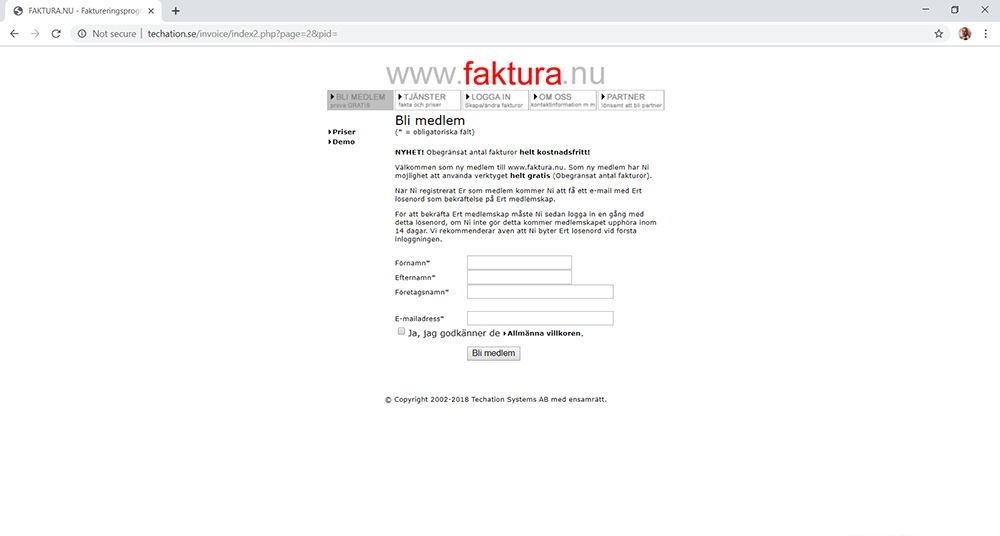 FAKTURA.NU - Faktureringsprogr
Not secure | techation.se/invoice/index2.php?page=2&pid=
www.faktura.nu
BLI MEDLEM
prova GRATIS
TJÄNSTER
fakta och priser
LOGGA IN
Skapa/ändra fakturor
OM OSS
kontaktinformation m m
PARTNER
lönsamt att bli partner
Priser
Demo
Bli medlem
(* = obligatoriska fält)
NYHET! Obegränsat antal fakturor helt kostnadsfritt!
Välkommen som ny medlem till www.faktura.nu. Som ny medlem har Ni
möjlighet att använda verktyget helt gratis (Obegränsat antal fakturor).
När Ni registrerat Er som medlem kommer Ni att få ett e-mail med Ert
lösenord som bekräftelse på Ert medlemskap.
För att bekräfta Ert medlemskap måste Ni sedan logga in en gång med
detta lösenord, om Ni inte gör detta kommer medlemskapet upphöra inom
14 dagar. Vi rekommenderar även att Ni byter Ert lösenord vid första
inloggningen.
Förnamn*
Efternamn*
Företagsnamn*
E-mailadress*
Ja, jag godkänner de Allmänna villkoren.
Bli medlem
© Copyright 2002-2018 Techation Systems AB med ensamrätt.